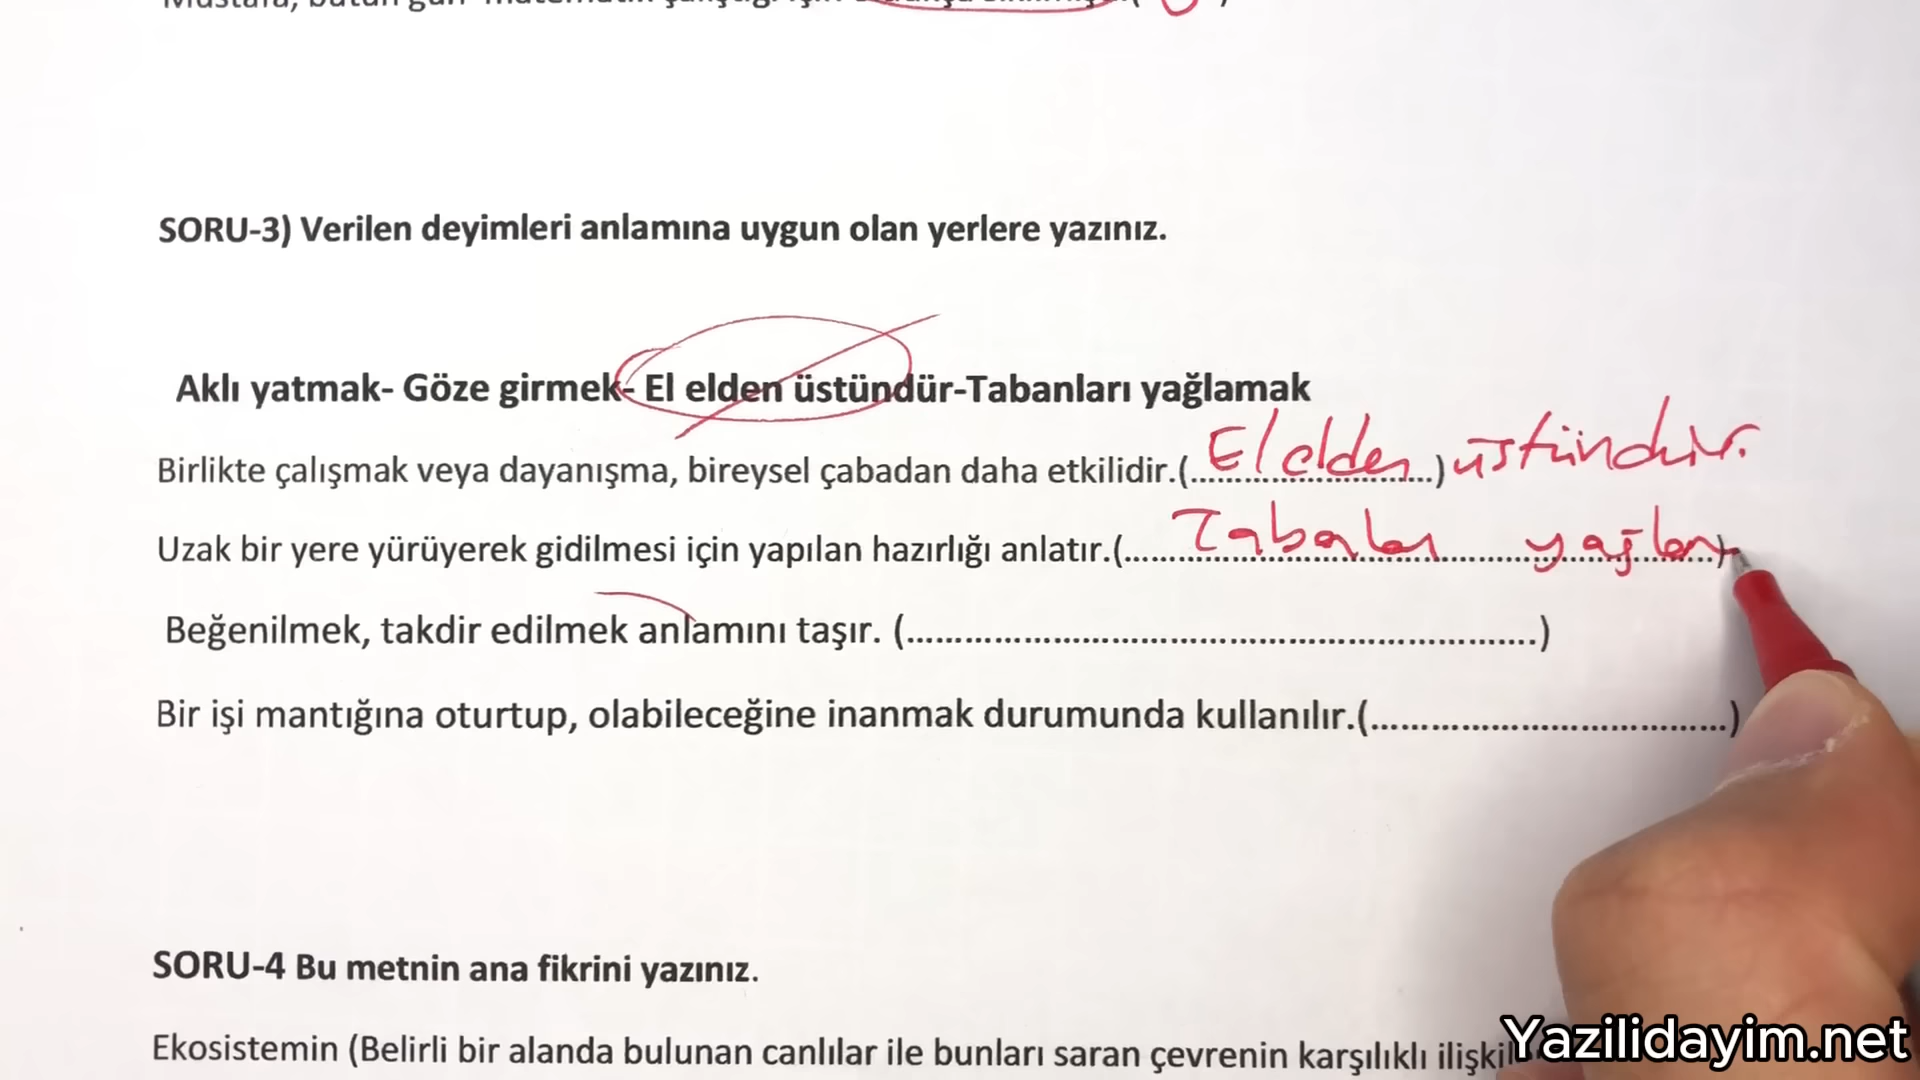 SORU-3) Verilen deyimleri anlamına uygun olan yerlere yazınız.
Aklı yatmak- Göze girmek- El elden üstündür-Tabanları yağlamak
Birlikte çalışmak veya dayanışma, bireysel çabadan daha etkilidir.(El elden) üstündür.
Uzak bir yere yürüyerek gidilmesi için yapılan hazırlığı anlatır.(....................)
Beğenilmek, takdir edilmek anlamını taşır. (....................)
Bir işi mantığına oturtup, olabileceğine inanmak durumunda kullanılır.(....................)
SORU-4 Bu metnin ana fikrini yazınız.
Ekosistemin (Belirli bir alanda bulunan canlılar ile bunları saran çevrenin karşılıklı
Yazilidayim.net